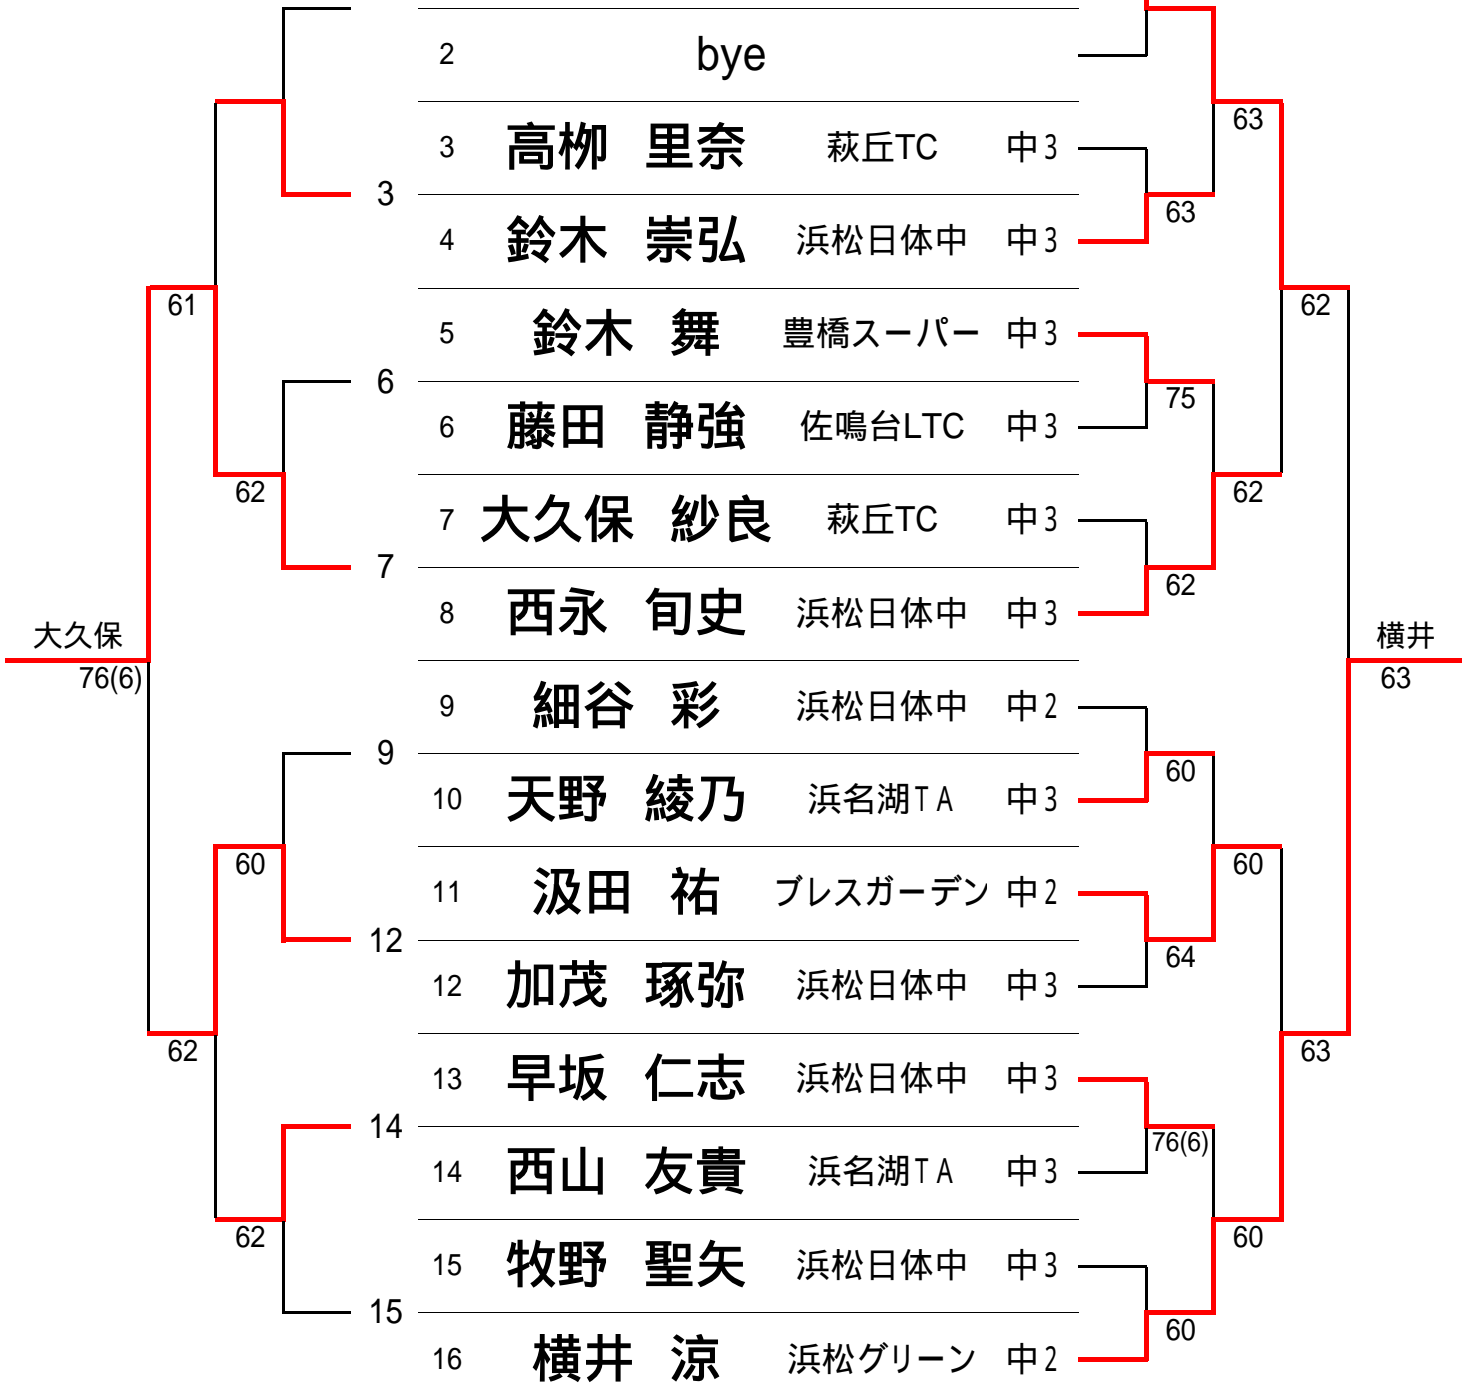 2 bye
63
3 高栁 里奈 萩丘TC 中3
3
63
4 鈴木 崇弘 浜松日体中 中3
61
62
5 鈴木 舞 豊橋スーパー 中3
6
75
6 藤田 静強 佐鳴台LTC 中3
62
62
7 大久保 紗良 萩丘TC 中3
7
62
8 西永 旬史 浜松日体中 中3
大久保
横井
76(6)
63
9 細谷 彩 浜松日体中 中2
9
60
10 天野 綾乃 浜名湖TA 中3
60
60
11 汲田 祐 ブレスガーデン 中2
12
64
12 加茂 琢弥 浜松日体中 中3
62
63
13 早坂 仁志 浜松日体中 中3
14
76(6)
14 西山 友貴 浜名湖TA 中3
62
60
15 牧野 聖矢 浜松日体中 中3
15
60
16 横井 涼 浜松グリーン 中2